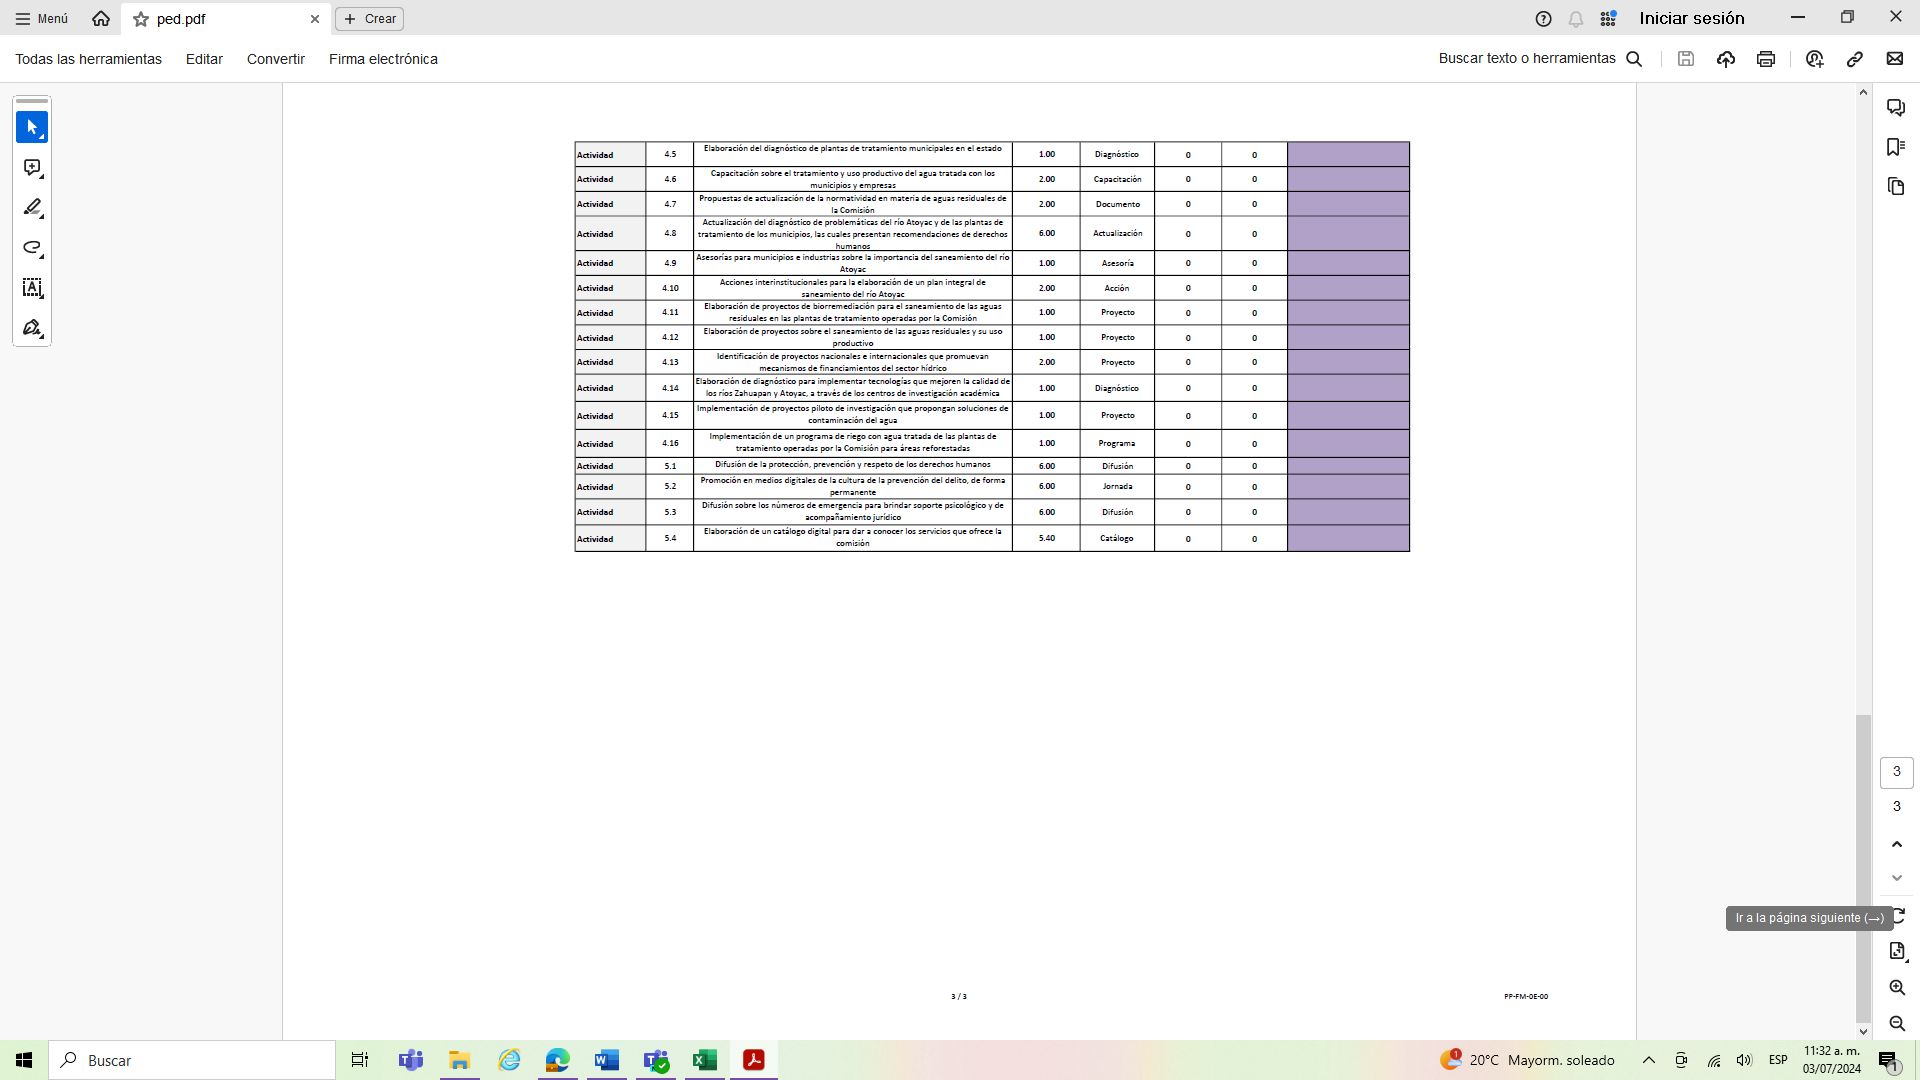 Menú
ped.pdf
Crear
Iniciar sesión
Todas las herramientas
Editar
Convertir
Firma electrónica
Buscar texto o herramientas
Actividad 4.5 Elaboración del diagnóstico de plantas de tratamiento municipales en el estado 1.00 Diagnóstico 0 0
Actividad 4.6 Capacitación sobre el tratamiento y uso productivo del agua tratada con los
municipios y empresas 2.00 Capacitación 0 0
Actividad 4.7 Propuestas de actualización de la normatividad en materia de aguas residuales de
la Comisión 2.00 Documento 0 0
Actividad 4.8 Actualización del diagnóstico de problemáticas del río Atoyac y de las plantas de
tratamiento de los municipios, las cuales presentan recomendaciones de derechos
humanos 6.00 Actualización 0 0
Actividad 4.9 Asesorías para municipios e industrias sobre la importancia del saneamiento del río
Atoyac 1.00 Asesoría 0 0
Actividad 4.10 Acciones interinstitucionales para la elaboración de un plan integral de
saneamiento del río Atoyac 2.00 Acción 0 0
Actividad 4.11 Elaboración de proyectos de biorremediación para el saneamiento de las aguas
residuales en las plantas de tratamiento operadas por la Comisión 1.00 Proyecto 0 0
Actividad 4.12 Elaboración de proyectos sobre el saneamiento de las aguas residuales y su uso
productivo 1.00 Proyecto 0 0
Actividad 4.13 Identificación de proyectos nacionales e internacionales que promuevan
mecanismos de financiamientos del sector hídrico 2.00 Proyecto 0 0
Actividad 4.14 Elaboración de diagnóstico para implementar tecnologías que mejoren la calidad de
los ríos Zahuapan y Atoyac, a través de los centros de investigación académica 1.00 Diagnóstico 0 0
Actividad 4.15 Implementación de proyectos piloto de investigación que propongan soluciones de
contaminación del agua 1.00 Proyecto 0 0
Actividad 4.16 Implementación de un programa de riego con agua tratada de las plantas de
tratamiento operadas por la Comisión para áreas reforestadas 1.00 Programa 0 0
Actividad 5.1 Difusión de la protección, prevención y respeto de los derechos humanos 6.00 Difusión 0 0
Actividad 5.2 Promoción en medios digitales de la cultura de la prevención del delito, de forma
permanente 6.00 Jornada 0 0
Actividad 5.3 Difusión sobre los números de emergencia para brindar soporte psicológico y de
acompañamiento jurídico 6.00 Difusión 0 0
Actividad 5.4 Elaboración de un catálogo digital para dar a conocer los servicios que ofrece la
comisión 5.40 Catálogo 0 0
3
3
Ir a la página siguiente (→)
3 / 3
PP-FM-0E-00
Buscar
1
20°C Mayorm. soleado
ESP
11:32 a. m.
03/07/2024
1